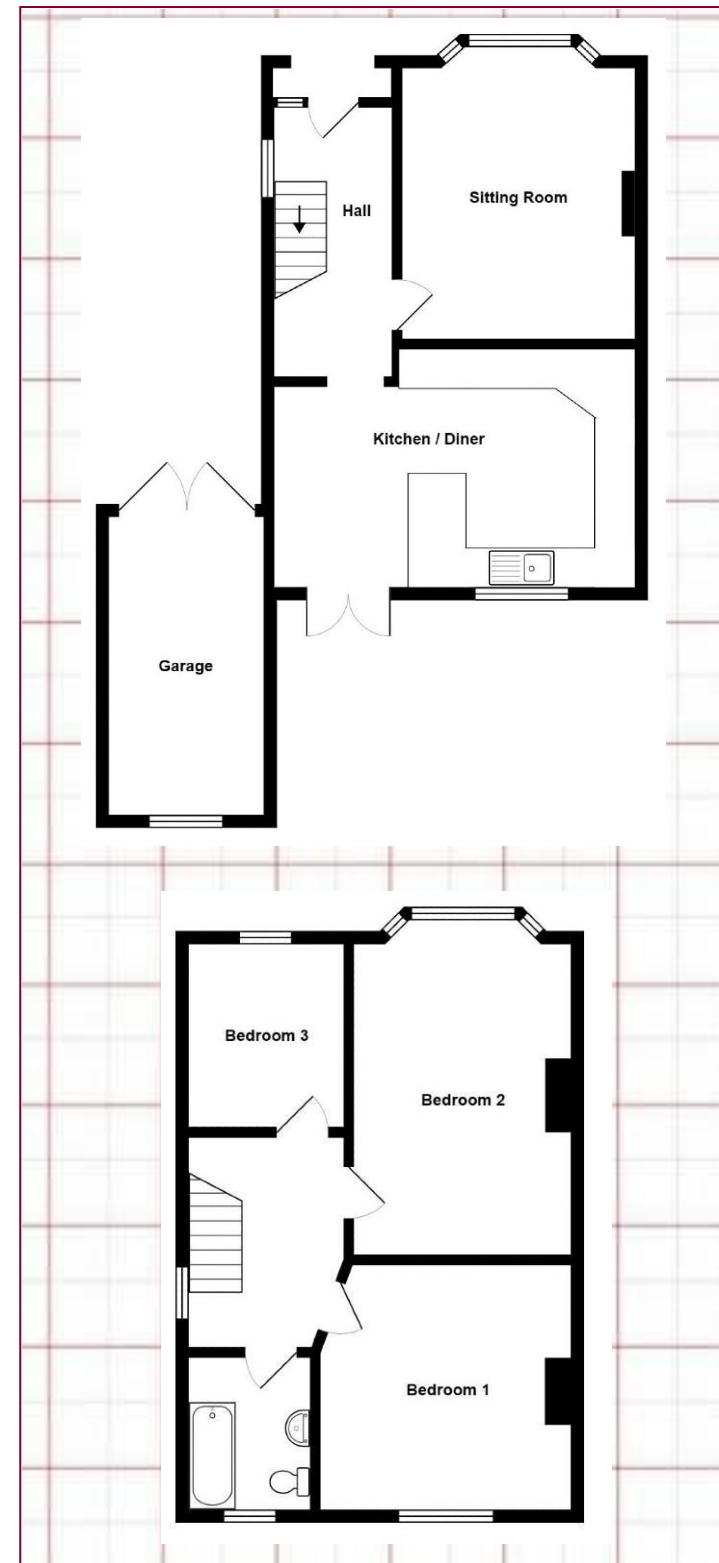 Sitting Room
Hall
Kitchen / Diner
Garage
Bedroom 3
Bedroom 2
Bedroom 1